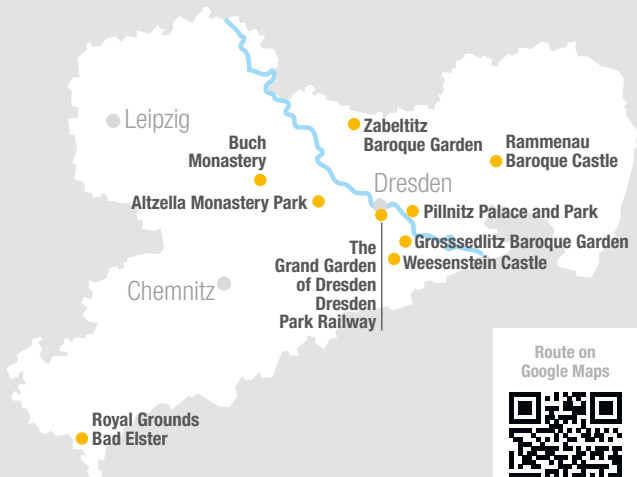 Leipzig
Zabeltitz
Baroque Garden
Buch
Monastery
Rammenau
Baroque Castle
Dresden
Altzella Monastery Park
Pillnitz Palace and Park
Grosssedlitz Baroque Garden
Weesenstein Castle
The
Grand Garden
of Dresden
Dresden
Park Railway
Chemnitz
Route on
Google Maps
Royal Grounds
Bad Elster